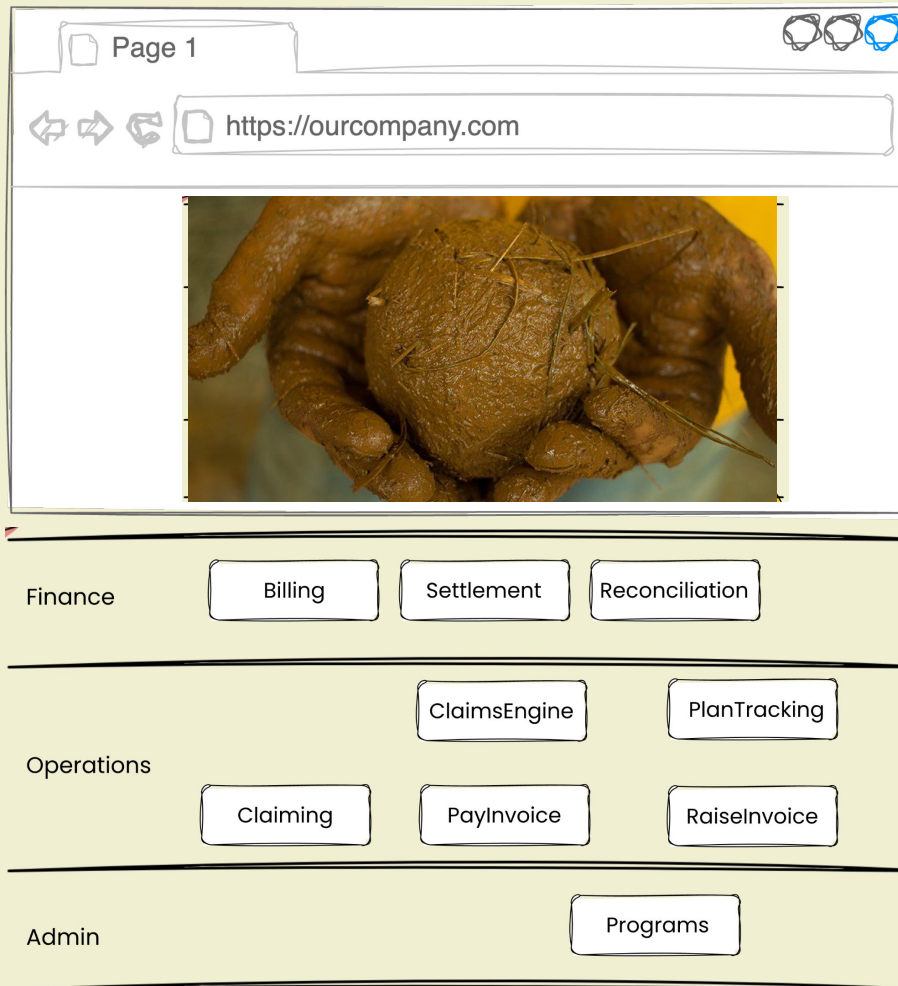 Page 1
https://ourcompany.com
Finance
Billing
Settlement
Reconciliation
ClaimsEngine
PlanTracking
Operations
Claiming
PayInvoice
RaiseInvoice
Programs
Admin